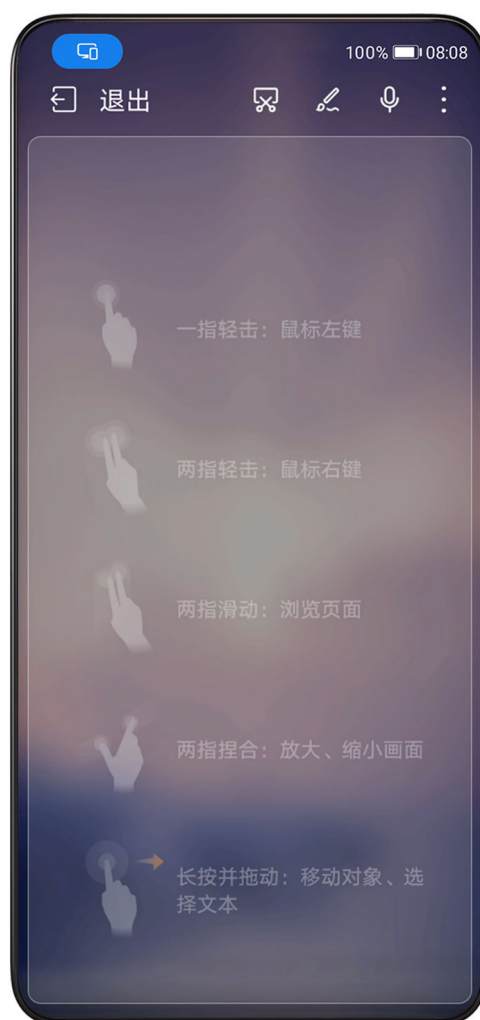 100% 08:08
退出
一指轻击：鼠标左键
两指轻击：鼠标右键
两指滑动：浏览页面
两指捏合：放大、缩小画面
长按并拖动：移动对象、选
择文本